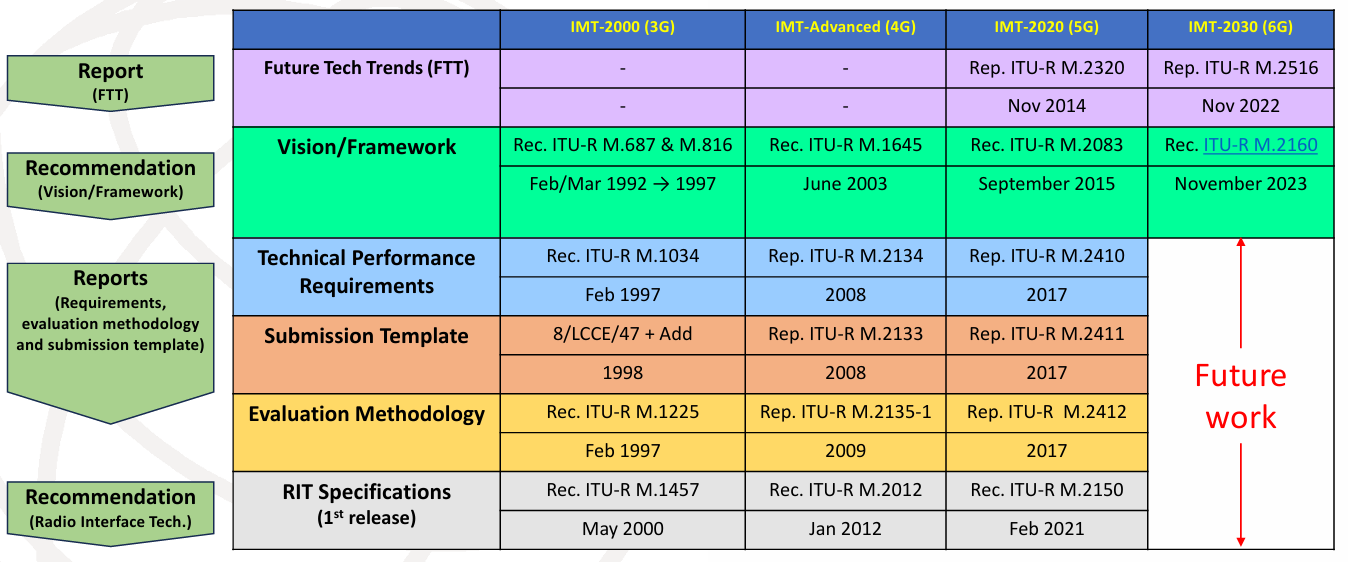 IMT-2000 (3G) IMT-Advanced (4G) IMT-2020 (5G) IMT-2030 (6G)
Report
(FTT)
Future Tech Trends (FTT) - - Rep. ITU-R M.2320 Rep. ITU-R M.2516
- - Nov 2014 Nov 2022
Recommendation
(Vision/Framework)
Vision/Framework Rec. ITU-R M.687 & M.816 Rec. ITU-R M.1645 Rec. ITU-R M.2083 Rec. ITU-R M.2160
Feb/Mar 1992 → 1997 June 2003 September 2015 November 2023
Reports
(Requirements,
evaluation methodology
and submission template)
Technical Performance
Requirements
Rec. ITU-R M.1034 Rep. ITU-R M.2134 Rep. ITU-R M.2410
Feb 1997 2008 2017
Submission Template 8/LCCE/47 + Add Rep. ITU-R M.2133 Rep. ITU-R M.2411
1998 2008 2017
Evaluation Methodology Rec. ITU-R M.1225 Rep. ITU-R M.2135-1 Rep. ITU-R M.2412
Feb 1997 2009 2017
Future
work
Recommendation
(Radio Interface Tech.)
RIT Specifications
(1st release)
Rec. ITU-R M.1457 Rec. ITU-R M.2012 Rec. ITU-R M.2150
May 2000 Jan 2012 Feb 2021